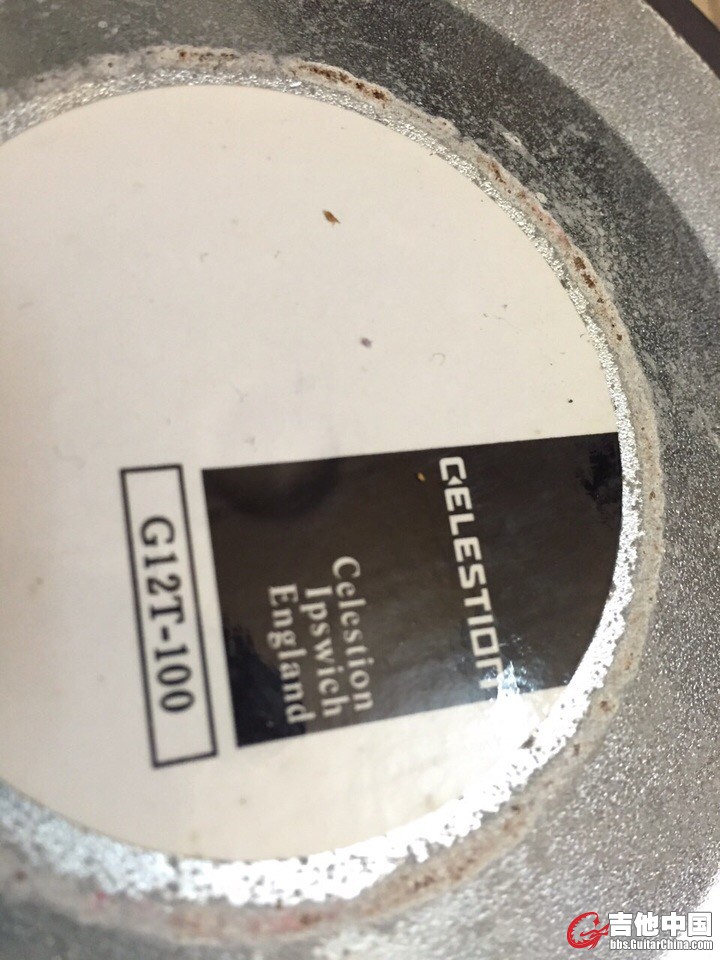 CELESTION
Celestion
Ipswich
England
G12T-100
吉他中国
bbs.GuitarChina.com